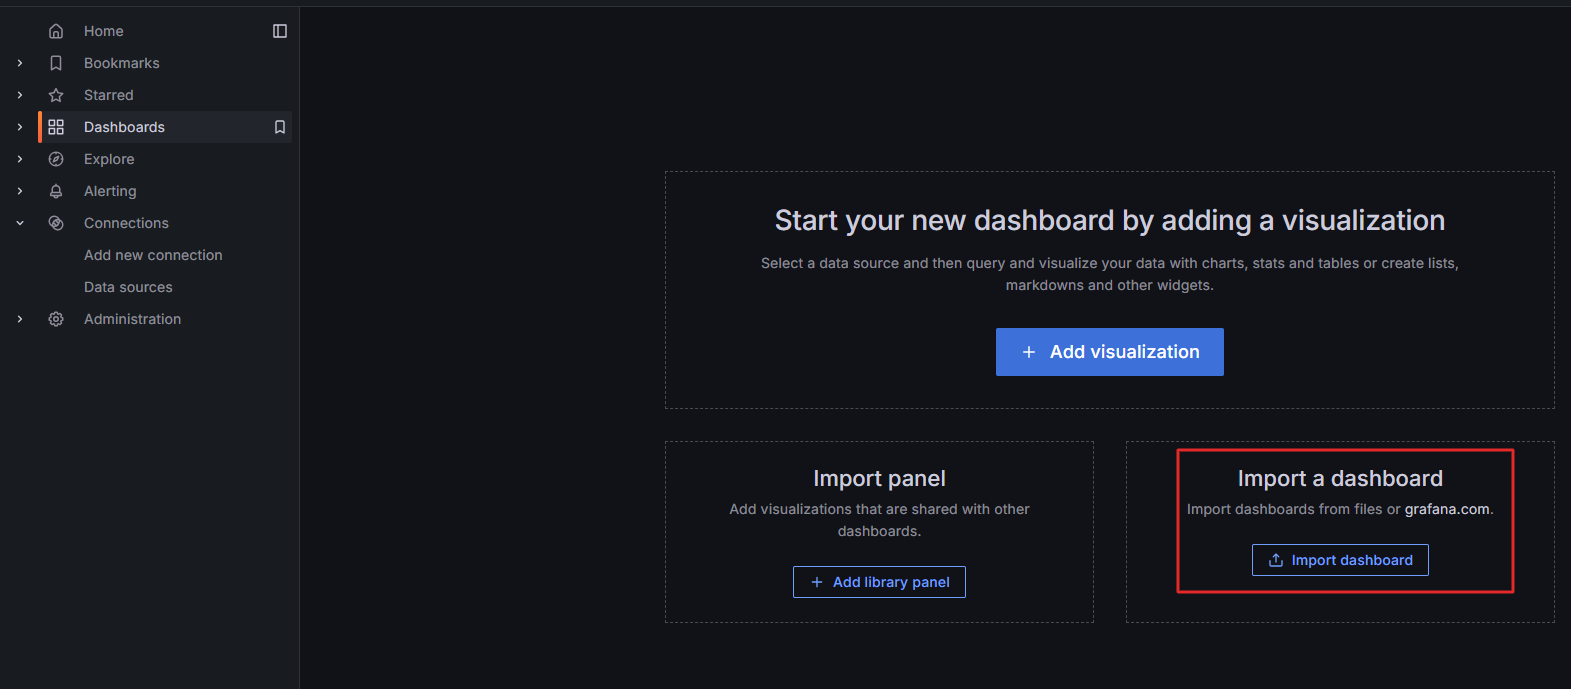 Home
Bookmarks
Starred
Dashboards
Explore
Alerting
Connections
Add new connection
Data sources
Administration
Start your new dashboard by adding a visualization
Select a data source and then query and visualize your data with charts, stats and tables or create lists,
markdowns and other widgets.
Add visualization
Import panel
Add visualizations that are shared with other
dashboards.
Add library panel
Import a dashboard
Import dashboards from files or grafana.com.
Import dashboard